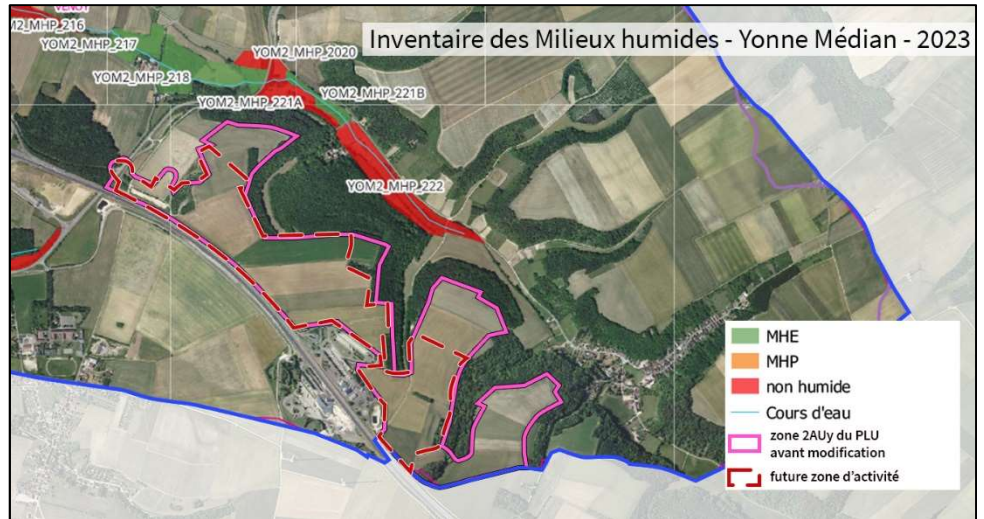 Inventaire des Milieux humides - Yonne Médian - 2023
VENOY
M2_MHP_216
YOM2_MHP_217
YOM2_MHP_2020
YOM2_MHP_218
YOM2_MHP_221A
YOM2_MHP_221B
YOM2_MHP_222
MHE
MHP
non humide
Cours d'eau
zone 2AUy du PLU
avant modification
future zone d'activité